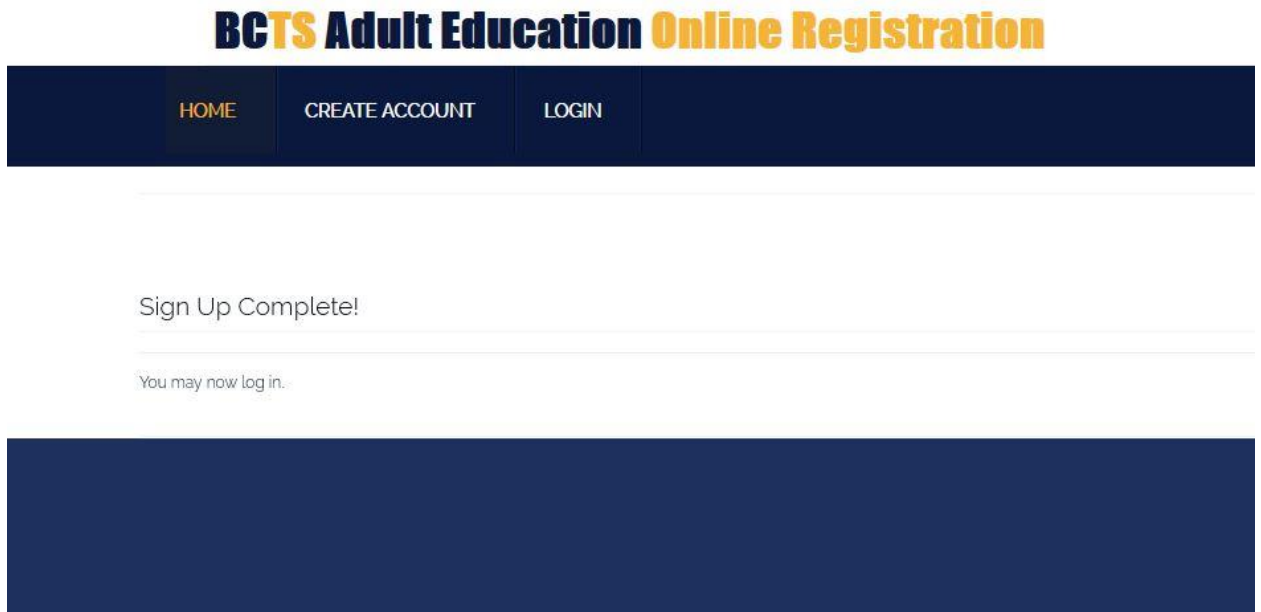 BCTS Adult Education Online Registration
HOME CREATE ACCOUNT LOGIN
Sign Up Complete!
You may now log in.